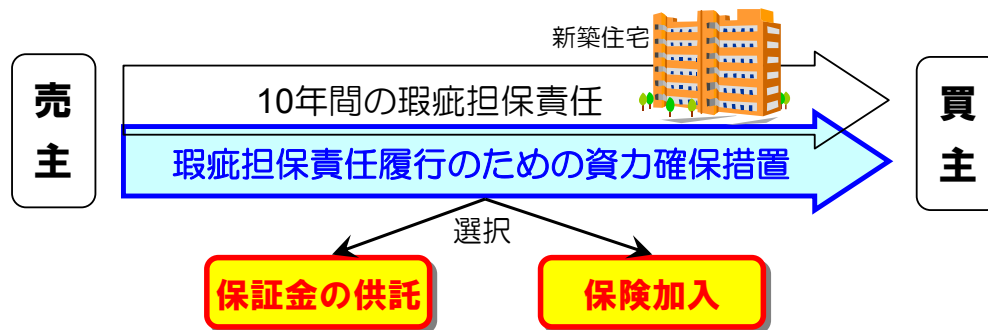 新築住宅
売主
10年間の瑕疵担保責任
買主
瑕疵担保責任履行のための資力確保措置
選択
保証金の供託
保険加入